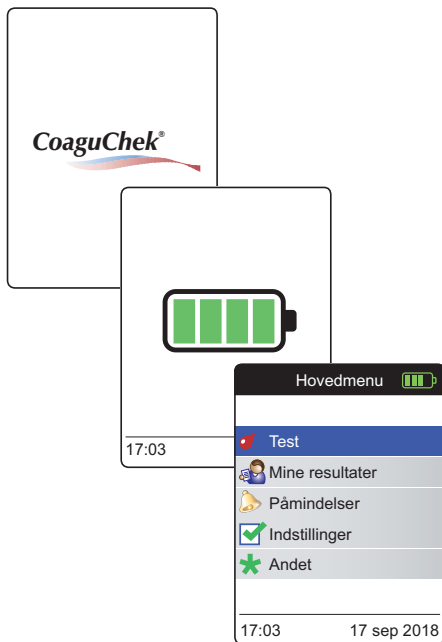 CoaguChek®
17:03
Hovedmenu
Test
Mine resultater
Påmindelser
Indstillinger
Andet
17:03 17 sep 2018